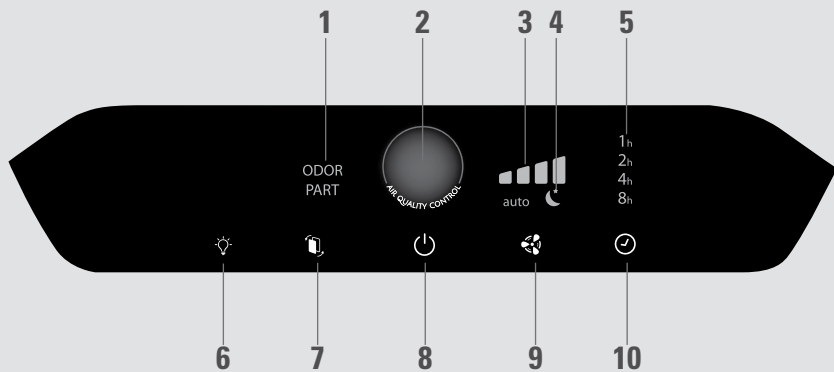 1 2 3 4 5
1h
2h
4h
8h
ODOR
PART
AIR QUALITY CONTROL
auto
6 7 8 9 10